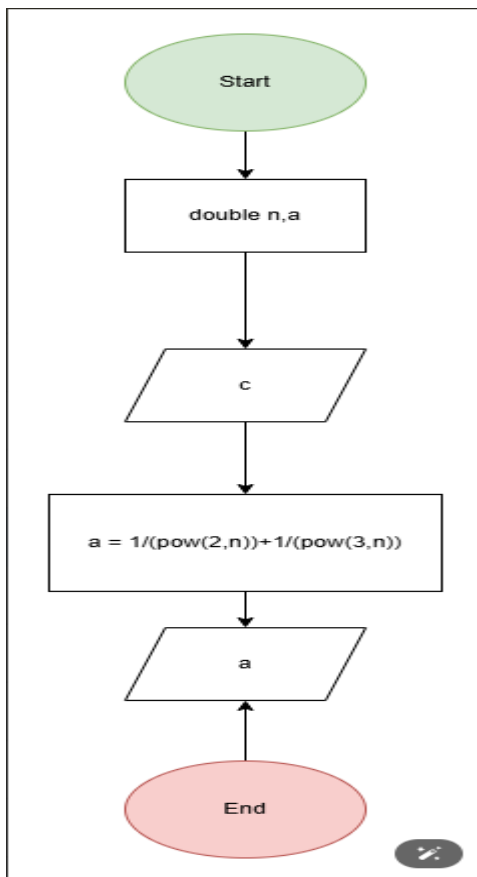 Start
double n,a
c
a = 1/(pow(2,n))+1/(pow(3,n))
a
End